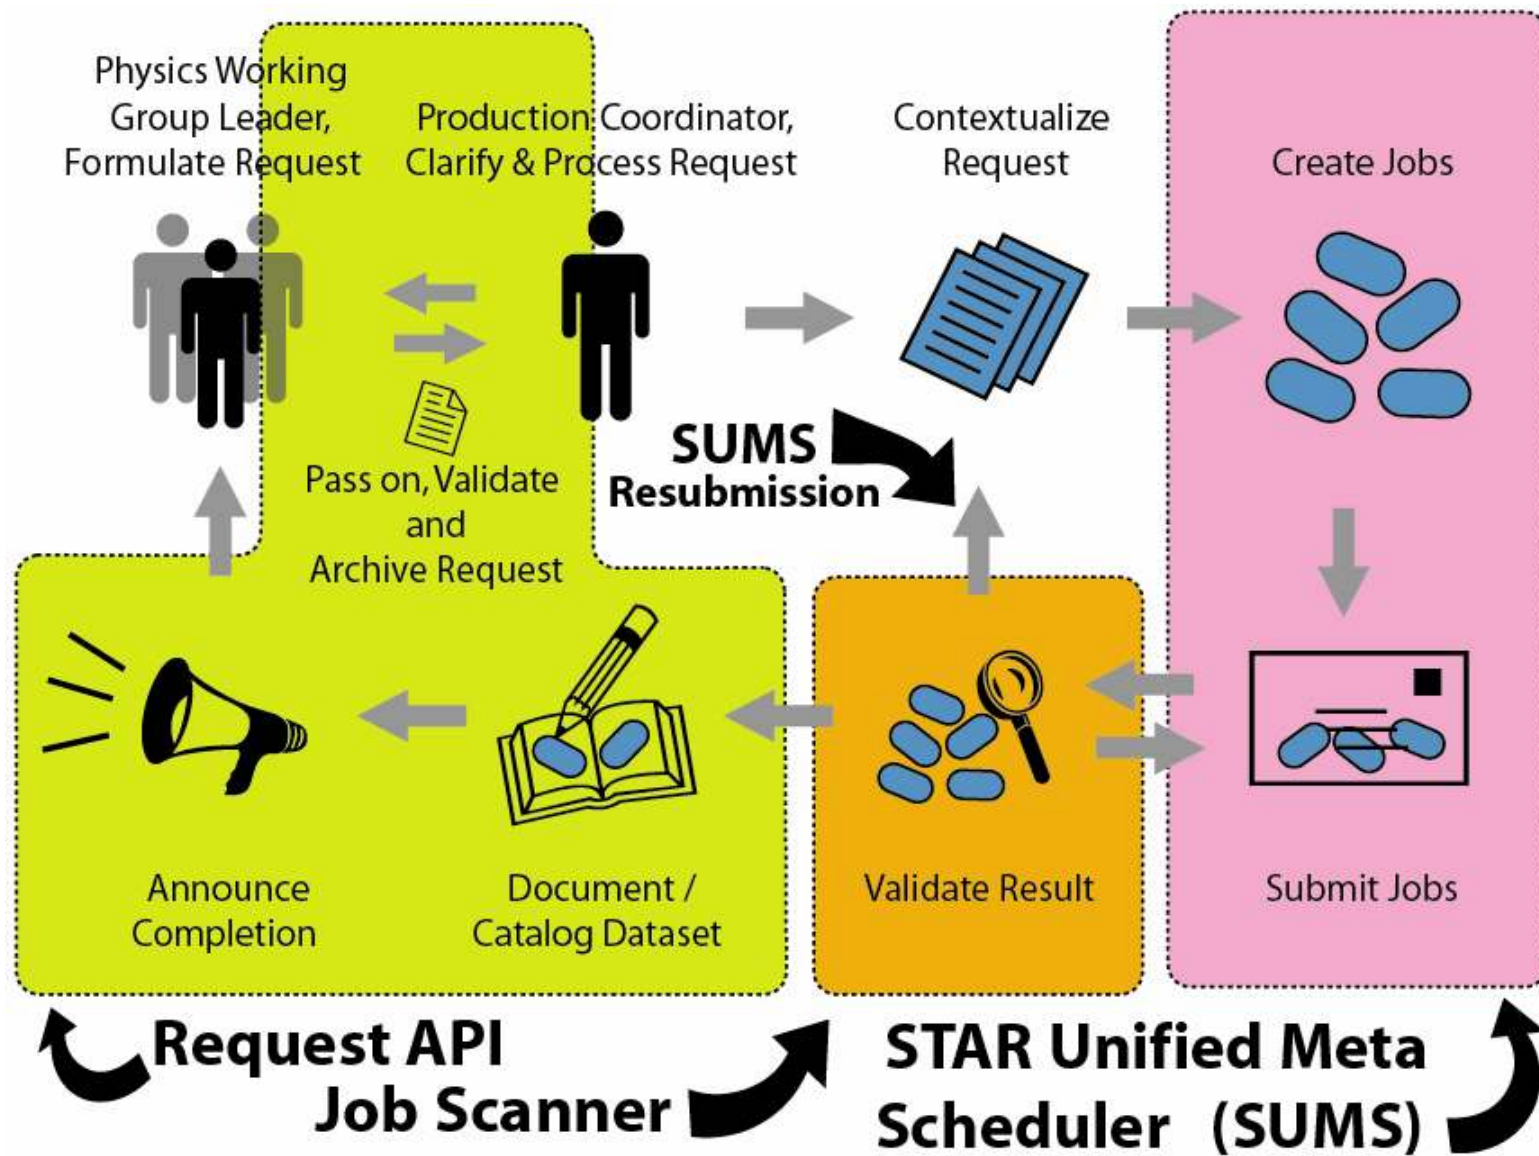 Physics Working
Group Leader,
Formulate Request
Production Coordinator,
Clarify & Process Request
Contextualize
Request
Create Jobs
SUMS
Resubmission
Pass on, Validate
and
Archive Request
Announce
Completion
Document /
Catalog Dataset
Validate Result
Submit Jobs
Request API
Job Scanner
STAR Unified Meta
Scheduler (SUMS)